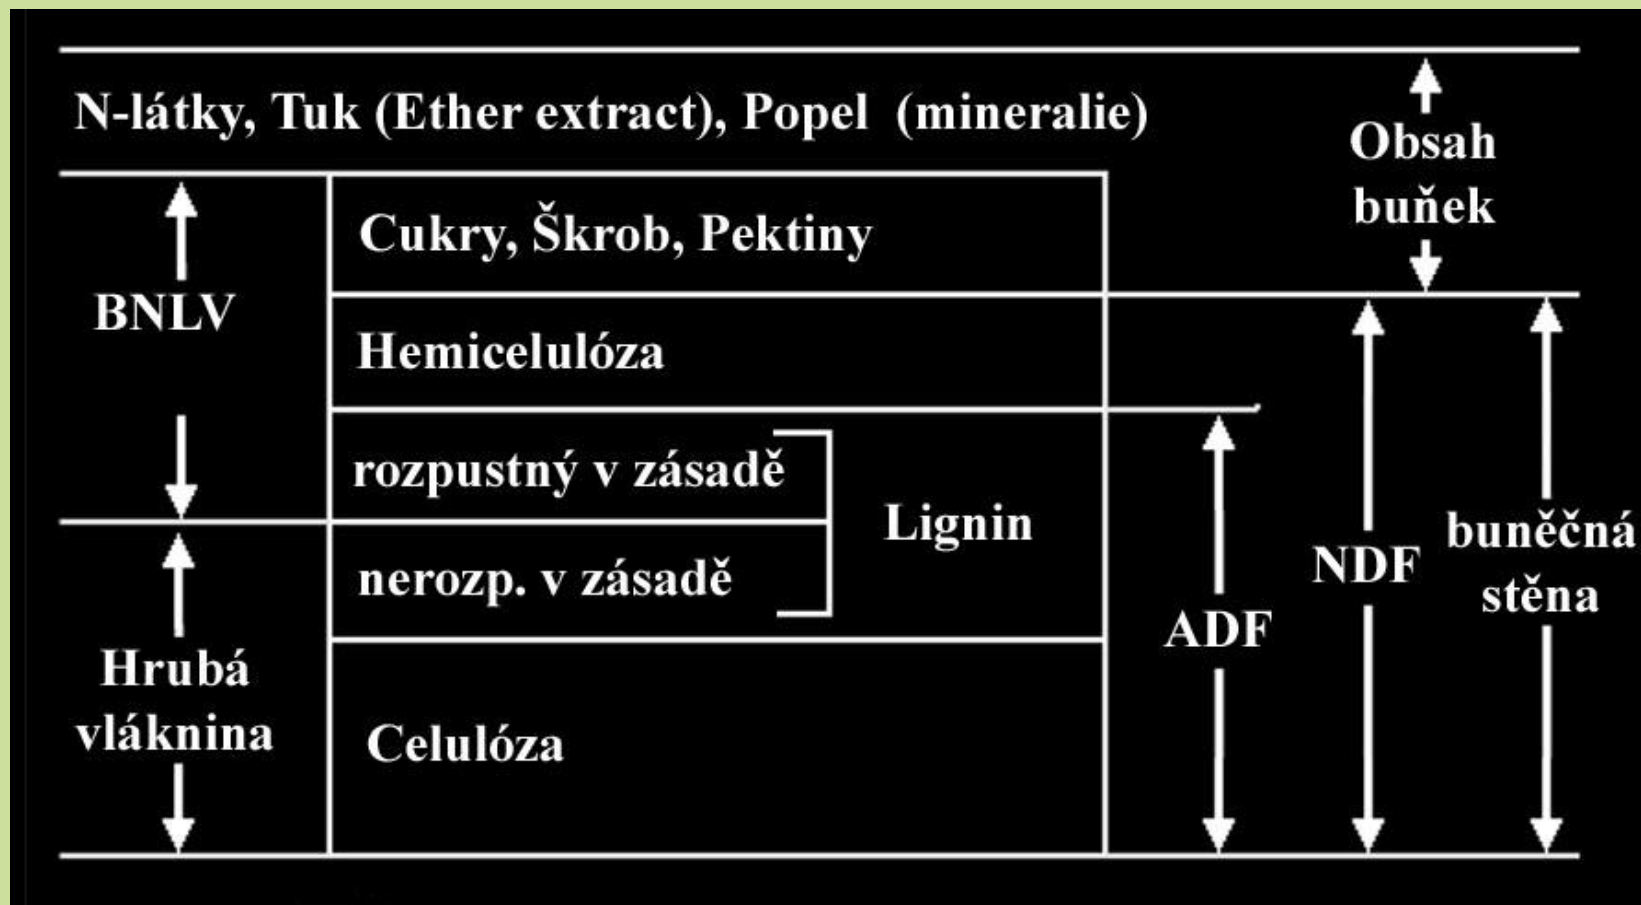 N-látky, Tuk (Ether extract), Popel (mineralie)
Obsah
buňek
Cukry, Škrob, Pektiny
BNLV
Hemicelulóza
rozpustný v zásadě
Lignin
nerozp. v zásadě
Hrubá
vláknina
Celulóza
ADF
NDF
buněčná
stěna